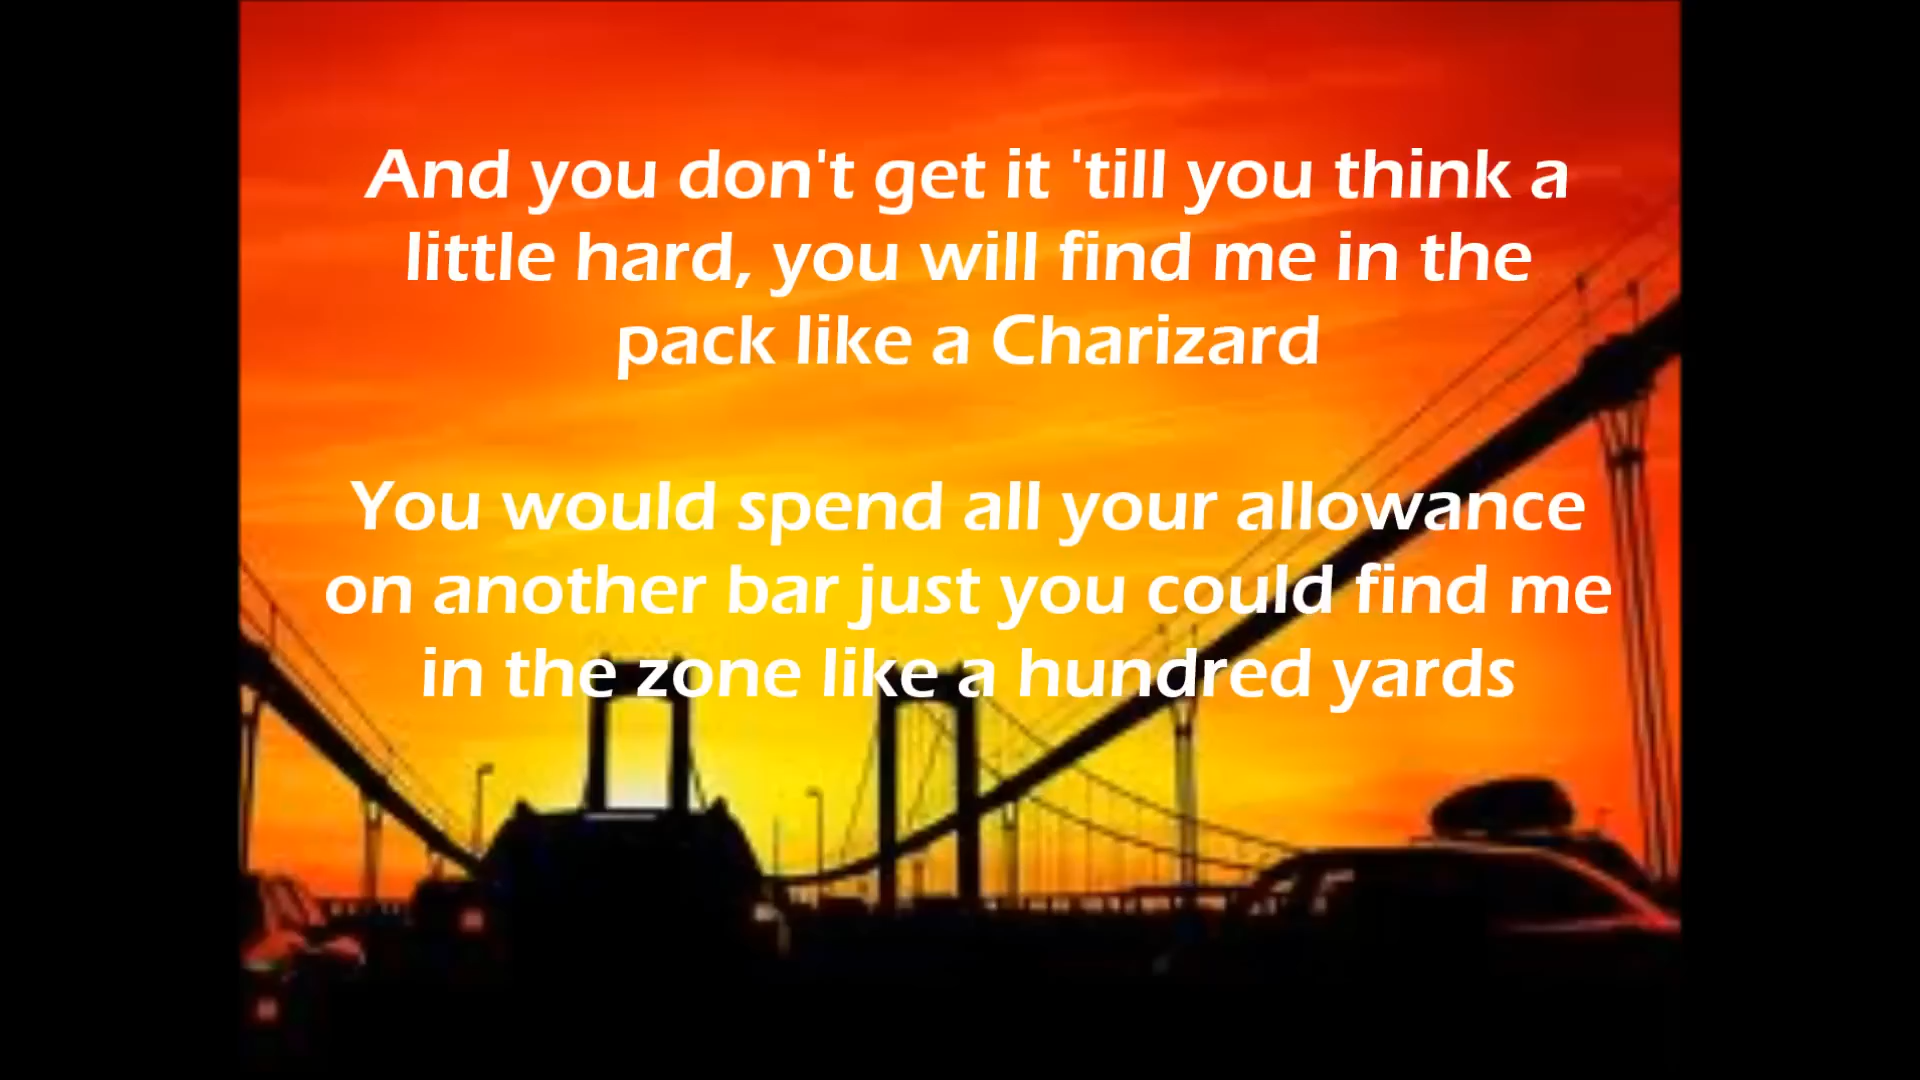 And you don't get it 'till you think a
little hard, you will find me in the
pack like a Charizard
You would spend all your allowance
on another bar just you could find me
in the zone like a hundred yards